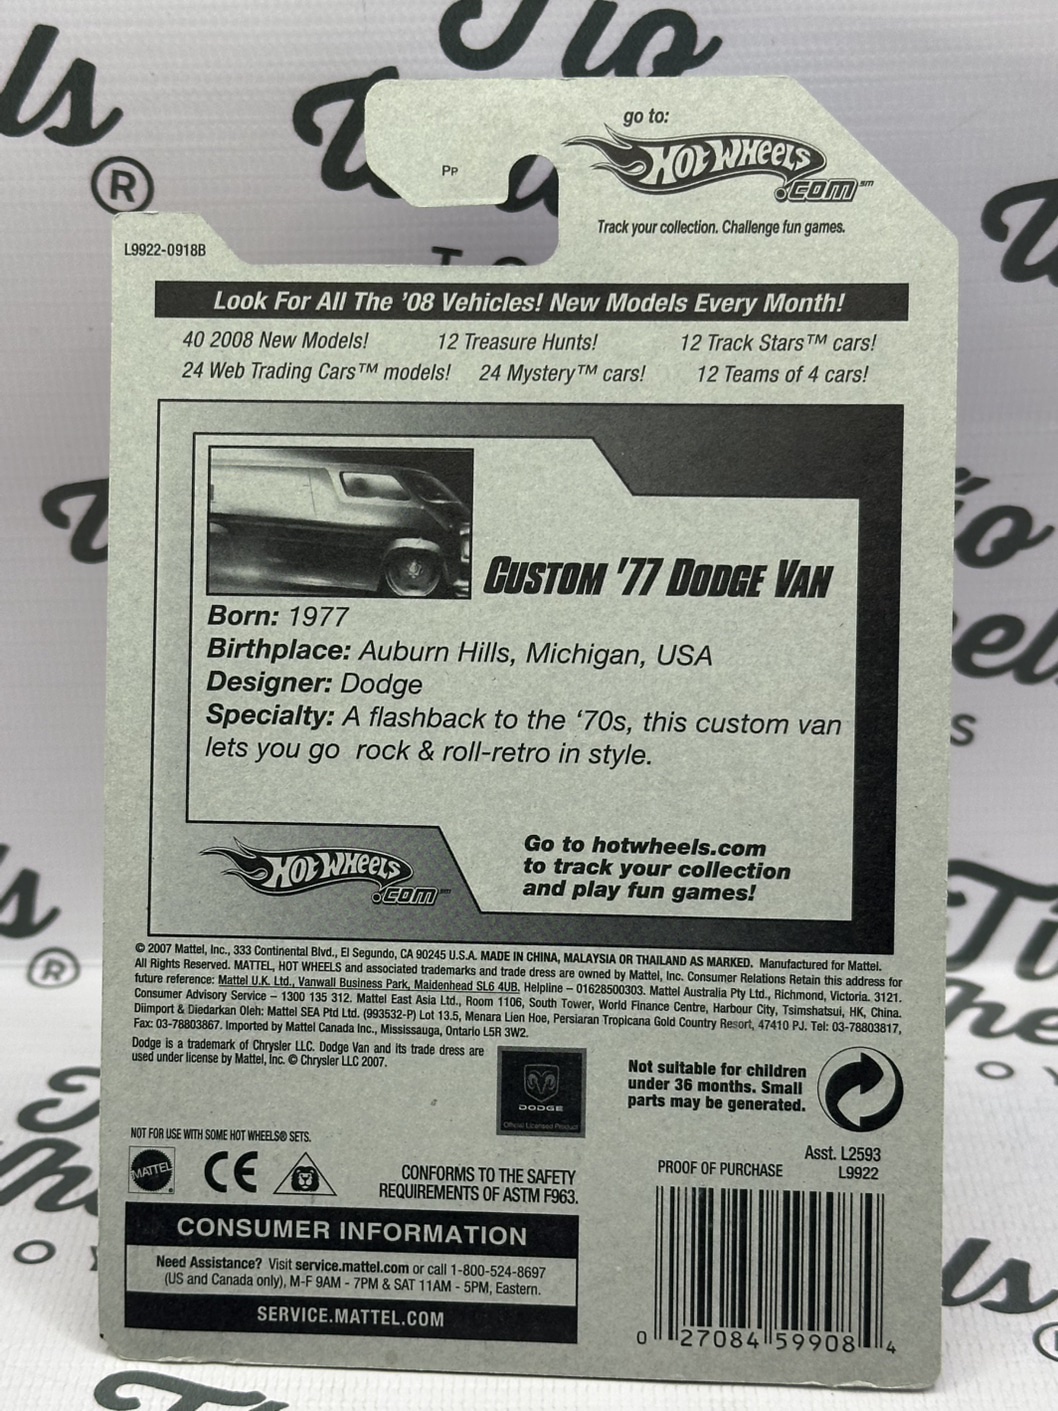 go to:
HOT WHEELS
.COM℠
Track your collection. Challenge fun games.
PP
L9922-0918B
Look For All The '08 Vehicles! New Models Every Month!
40 2008 New Models! 12 Treasure Hunts! 12 Track Stars™ cars!
24 Web Trading Cars™ models! 24 Mystery™ cars! 12 Teams of 4 cars!
CUSTOM '77 DODGE VAN
Born: 1977
Birthplace: Auburn Hills, Michigan, USA
Designer: Dodge
Specialty: A flashback to the '70s, this custom van
lets you go rock & roll-retro in style.
HOT WHEELS
.COM
Go to hotwheels.com
to track your collection
and play fun games!
© 2007 Mattel, Inc., 333 Continental Blvd., El Segundo, CA 90245 U.S.A. MADE IN CHINA, MALAYSIA OR THAILAND AS MARKED. Manufactured for Mattel.
All Rights Reserved. MATTEL, HOT WHEELS and associated trademarks and trade dress are owned by Mattel, Inc. Consumer Relations Retain this address for
future reference: Mattel U.K. Ltd., Vanwall Business Park, Maidenhead SL6 4UB. Helpline – 01628500303. Mattel Australia Pty Ltd., Richmond, Victoria. 3121.
Consumer Advisory Service – 1300 135 312. Mattel East Asia Ltd., Room 1106, South Tower, World Finance Centre, Harbour City, Tsimshatsui, HK, China.
Diimport & Diedarkan Oleh: Mattel SEA Ptd Ltd. (993532-P) Lot 13.5, Menara Lien Hoe, Persiaran Tropicana Gold Country Resort, 47410 PJ. Tel: 03-78803817,
Fax: 03-78803867. Imported by Mattel Canada Inc., Mississauga, Ontario L5R 3W2.
Dodge is a trademark of Chrysler LLC. Dodge Van and its trade dress are
used under license by Mattel, Inc. © Chrysler LLC 2007.
DODGE
Official Licensed Product
Not suitable for children
under 36 months. Small
parts may be generated.
NOT FOR USE WITH SOME HOT WHEELS® SETS.
MATTEL
CE
CONFORMS TO THE SAFETY
REQUIREMENTS OF ASTM F963.
Asst. L2593
PROOF OF PURCHASE L9922
CONSUMER INFORMATION
Need Assistance? Visit service.mattel.com or call 1-800-524-8697
(US and Canada only), M-F 9AM - 7PM & SAT 11AM - 5PM, Eastern.
SERVICE.MATTEL.COM
0 27084 59908 4